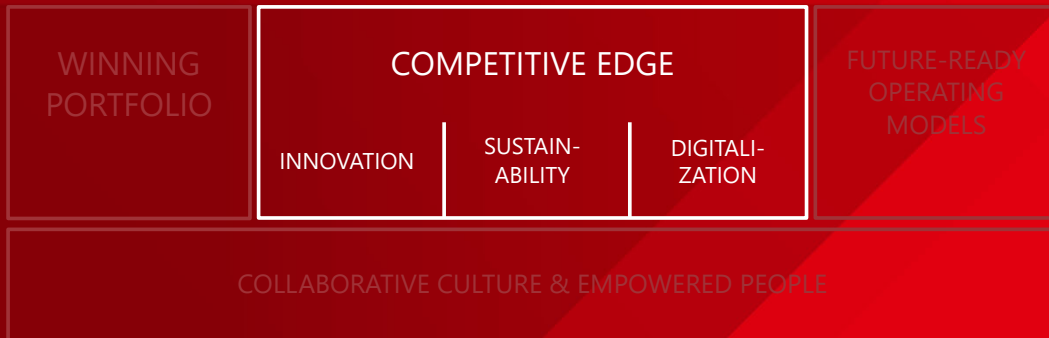 WINNING
PORTFOLIO
COMPETITIVE EDGE
INNOVATION
SUSTAIN-
ABILITY
DIGITALI-
ZATION
FUTURE-READY
OPERATING
MODELS
COLLABORATIVE CULTURE & EMPOWERED PEOPLE